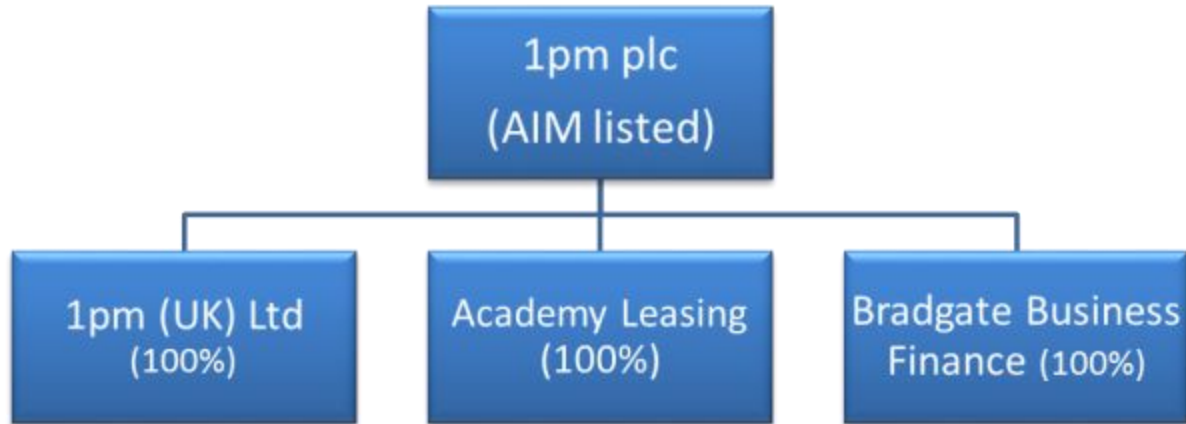 1pm plc
(AIM listed)
1pm (UK) Ltd
(100%)
Academy Leasing
(100%)
Bradgate Business
Finance (100%)